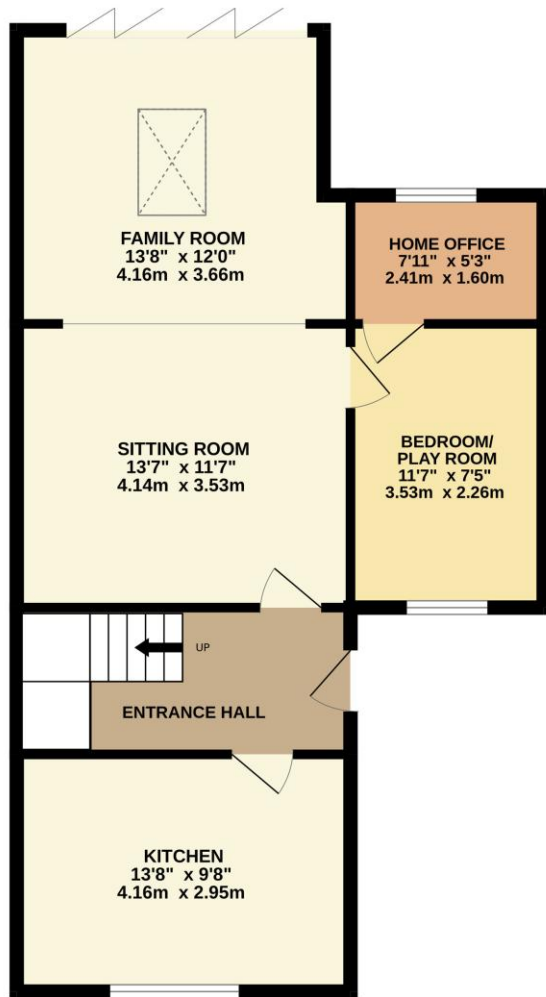 FAMILY ROOM
13'8" x 12'0"
4.16m x 3.66m
HOME OFFICE
7'11" x 5'3"
2.41m x 1.60m
SITTING ROOM
13'7" x 11'7"
4.14m x 3.53m
BEDROOM/
PLAY ROOM
11'7" x 7'5"
3.53m x 2.26m
UP
ENTRANCE HALL
KITCHEN
13'8" x 9'8"
4.16m x 2.95m